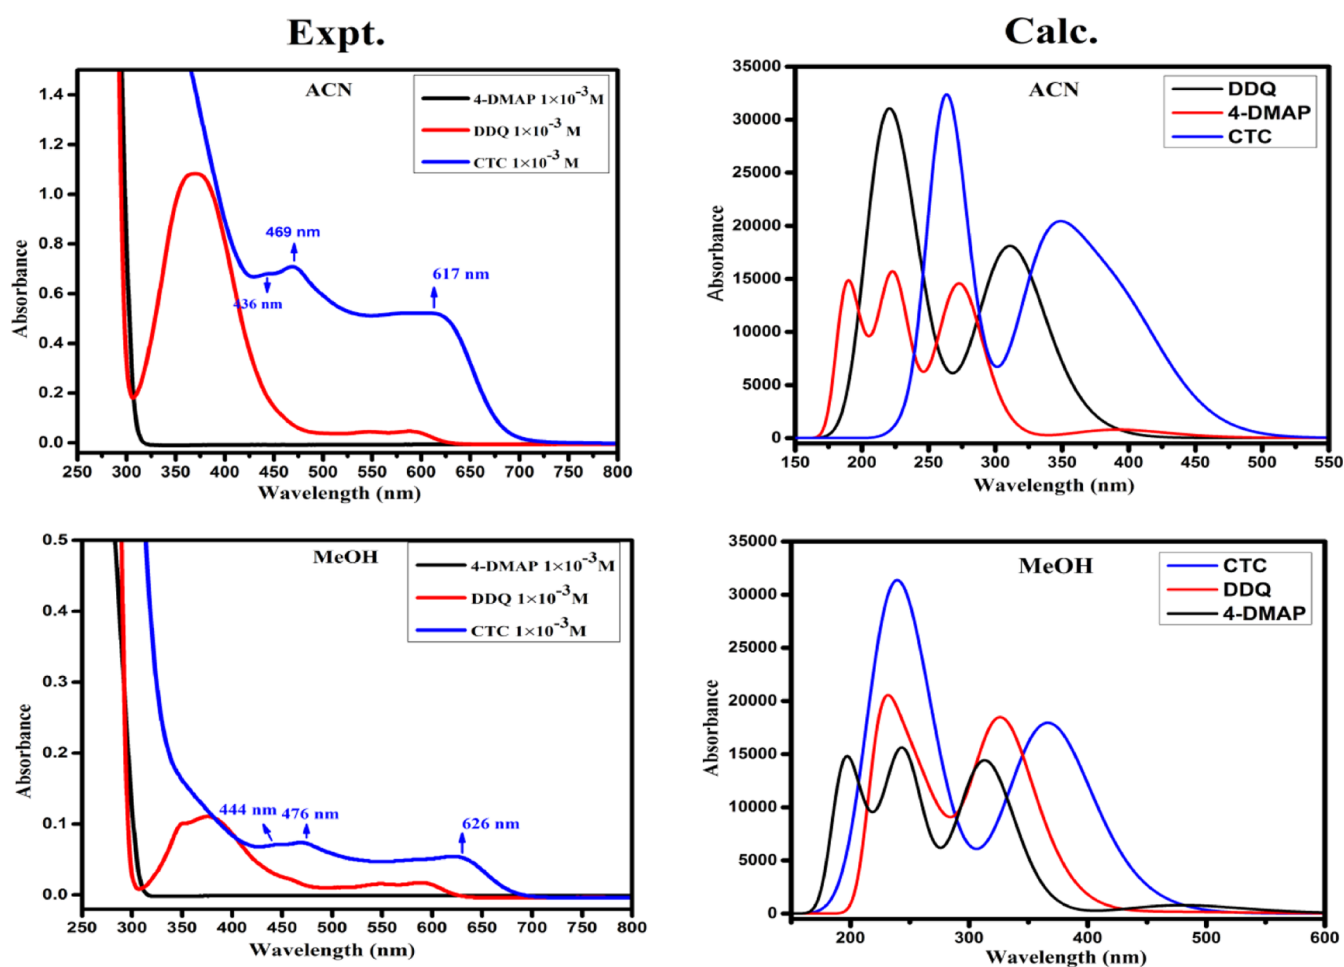 Expt.
Calc.
ACN
4-DMAP 1×10⁻³M
DDQ 1×10⁻³ M
CTC 1×10⁻³ M
469 nm
436 nm
617 nm
1.4
1.2
1.0
0.8
0.6
0.4
0.2
0.0
Absorbance
250 300 350 400 450 500 550 600 650 700 750 800
Wavelength (nm)
ACN
DDQ
4-DMAP
CTC
35000
30000
25000
20000
15000
10000
5000
0
Absorbance
150 200 250 300 350 400 450 500 550
Wavelength (nm)
MeOH
4-DMAP 1×10⁻³M
DDQ 1×10⁻³M
CTC 1×10⁻³M
444 nm
476 nm
626 nm
0.5
0.4
0.3
0.2
0.1
0.0
Absorbance
250 300 350 400 450 500 550 600 650 700 750 800
Wavelength (nm)
MeOH
CTC
DDQ
4-DMAP
35000
30000
25000
20000
15000
10000
5000
0
Absorbance
200 300 400 500 600
Wavelength (nm)